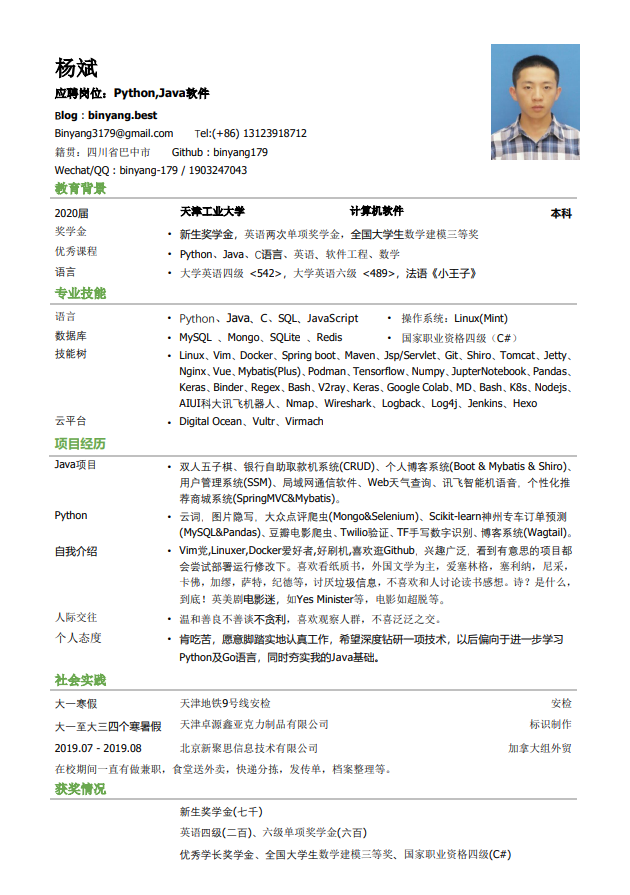 杨斌
应聘岗位：Python,Java软件
Blog：binyang.best
Binyang3179@gmail.com Tel:(+86) 13123918712
籍贯：四川省巴中市 Github：binyang179
Wechat/QQ：binyang-179 / 1903247043
教育背景
2020届 天津工业大学 计算机软件 本科
奖学金 • 新生奖学金，英语两次单项奖学金，全国大学生数学建模三等奖
优秀课程 • Python、Java、C语言、英语、软件工程、数学
语言 • 大学英语四级 <542>，大学英语六级 <489>，法语《小王子》
专业技能
语言 • Python、Java、C、SQL、JavaScript • 操作系统：Linux(Mint)
数据库 • MySQL 、Mongo、SQLite 、Redis • 国家职业资格四级（C#）
技能树 • Linux、Vim、Docker、Spring boot、Maven、Jsp/Servlet、Git、Shiro、Tomcat、Jetty、
Nginx、Vue、Mybatis(Plus)、Podman、Tensorflow、Numpy、JupterNotebook、Pandas、
Keras、Binder、Regex、Bash、V2ray、Keras、Google Colab、MD、Bash、K8s、Nodejs、
AIUI科大讯飞机器人、Nmap、Wireshark、Logback、Log4j、Jenkins、Hexo
云平台 • Digital Ocean、Vultr、Virmach
项目经历
Java项目 • 双人五子棋、银行自助取款机系统(CRUD)、个人博客系统(Boot & Mybatis & Shiro)、
用户管理系统(SSM)、局域网通信软件、Web天气查询、讯飞智能机语音，个性化推
荐商城系统(SpringMVC&Mybatis)。
Python • 云词，图片隐写，大众点评爬虫(Mongo&Selenium)、Scikit-learn神州专车订单预测
(MySQL&Pandas)、豆瓣电影爬虫、Twilio验证、TF手写数字识别、博客系统(Wagtail)。
自我介绍 • Vim党,Linuxer,Docker爱好者,好刷机,喜欢逛Github，兴趣广泛，看到有意思的项目都
会尝试部署运行修改下。喜欢看纸质书，外国文学为主，爱塞林格，塞利纳，尼采，
卡佛，加缪，萨特，纪德等，讨厌垃圾信息，不喜欢和人讨论读书感想。诗？是什么，
到底！英美剧电影迷，如Yes Minister等，电影如超脱等。
人际交往 • 温和善良不善谈不贪利，喜欢观察人群，不喜泛泛之交。
个人态度 • 肯吃苦，愿意脚踏实地认真工作，希望深度钻研一项技术，以后偏向于进一步学习
Python及Go语言，同时夯实我的Java基础。
社会实践
大一寒假 天津地铁9号线安检 安检
大一至大三四个寒暑假 天津卓源鑫亚克力制品有限公司 标识制作
2019.07 - 2019.08 北京新聚思信息技术有限公司 加拿大组外贸
在校期间一直有做兼职，食堂送外卖，快递分拣，发传单，档案整理等。
获奖情况
新生奖学金(七千)
英语四级(二百)、六级单项奖学金(六百)
优秀学长奖学金、全国大学生数学建模三等奖、国家职业资格四级(C#)